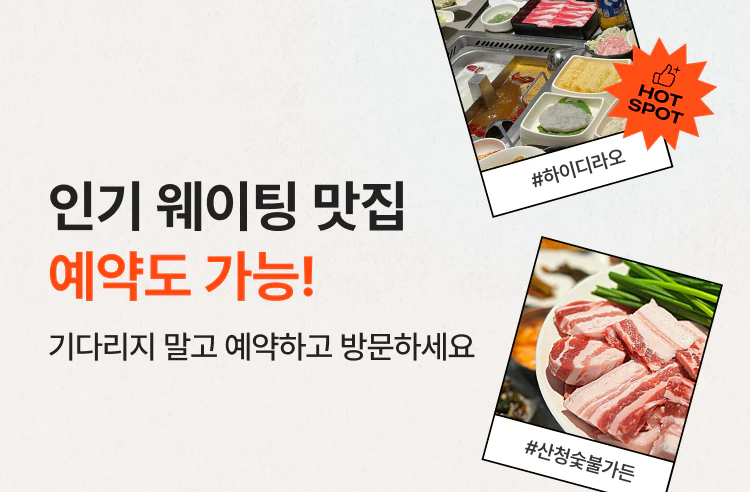 인기 웨이팅 맛집
예약도 가능!
기다리지 말고 예약하고 방문하세요
HOT
SPOT
#하이디라오
#산청숯불가든